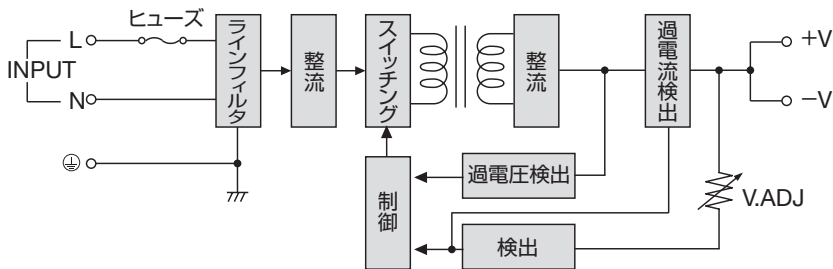 ヒューズ
L
INPUT
N
ラインフィルタ
整流
スイッチング
整流
過電流検出
+V
−V
制御
過電圧検出
検出
V.ADJ